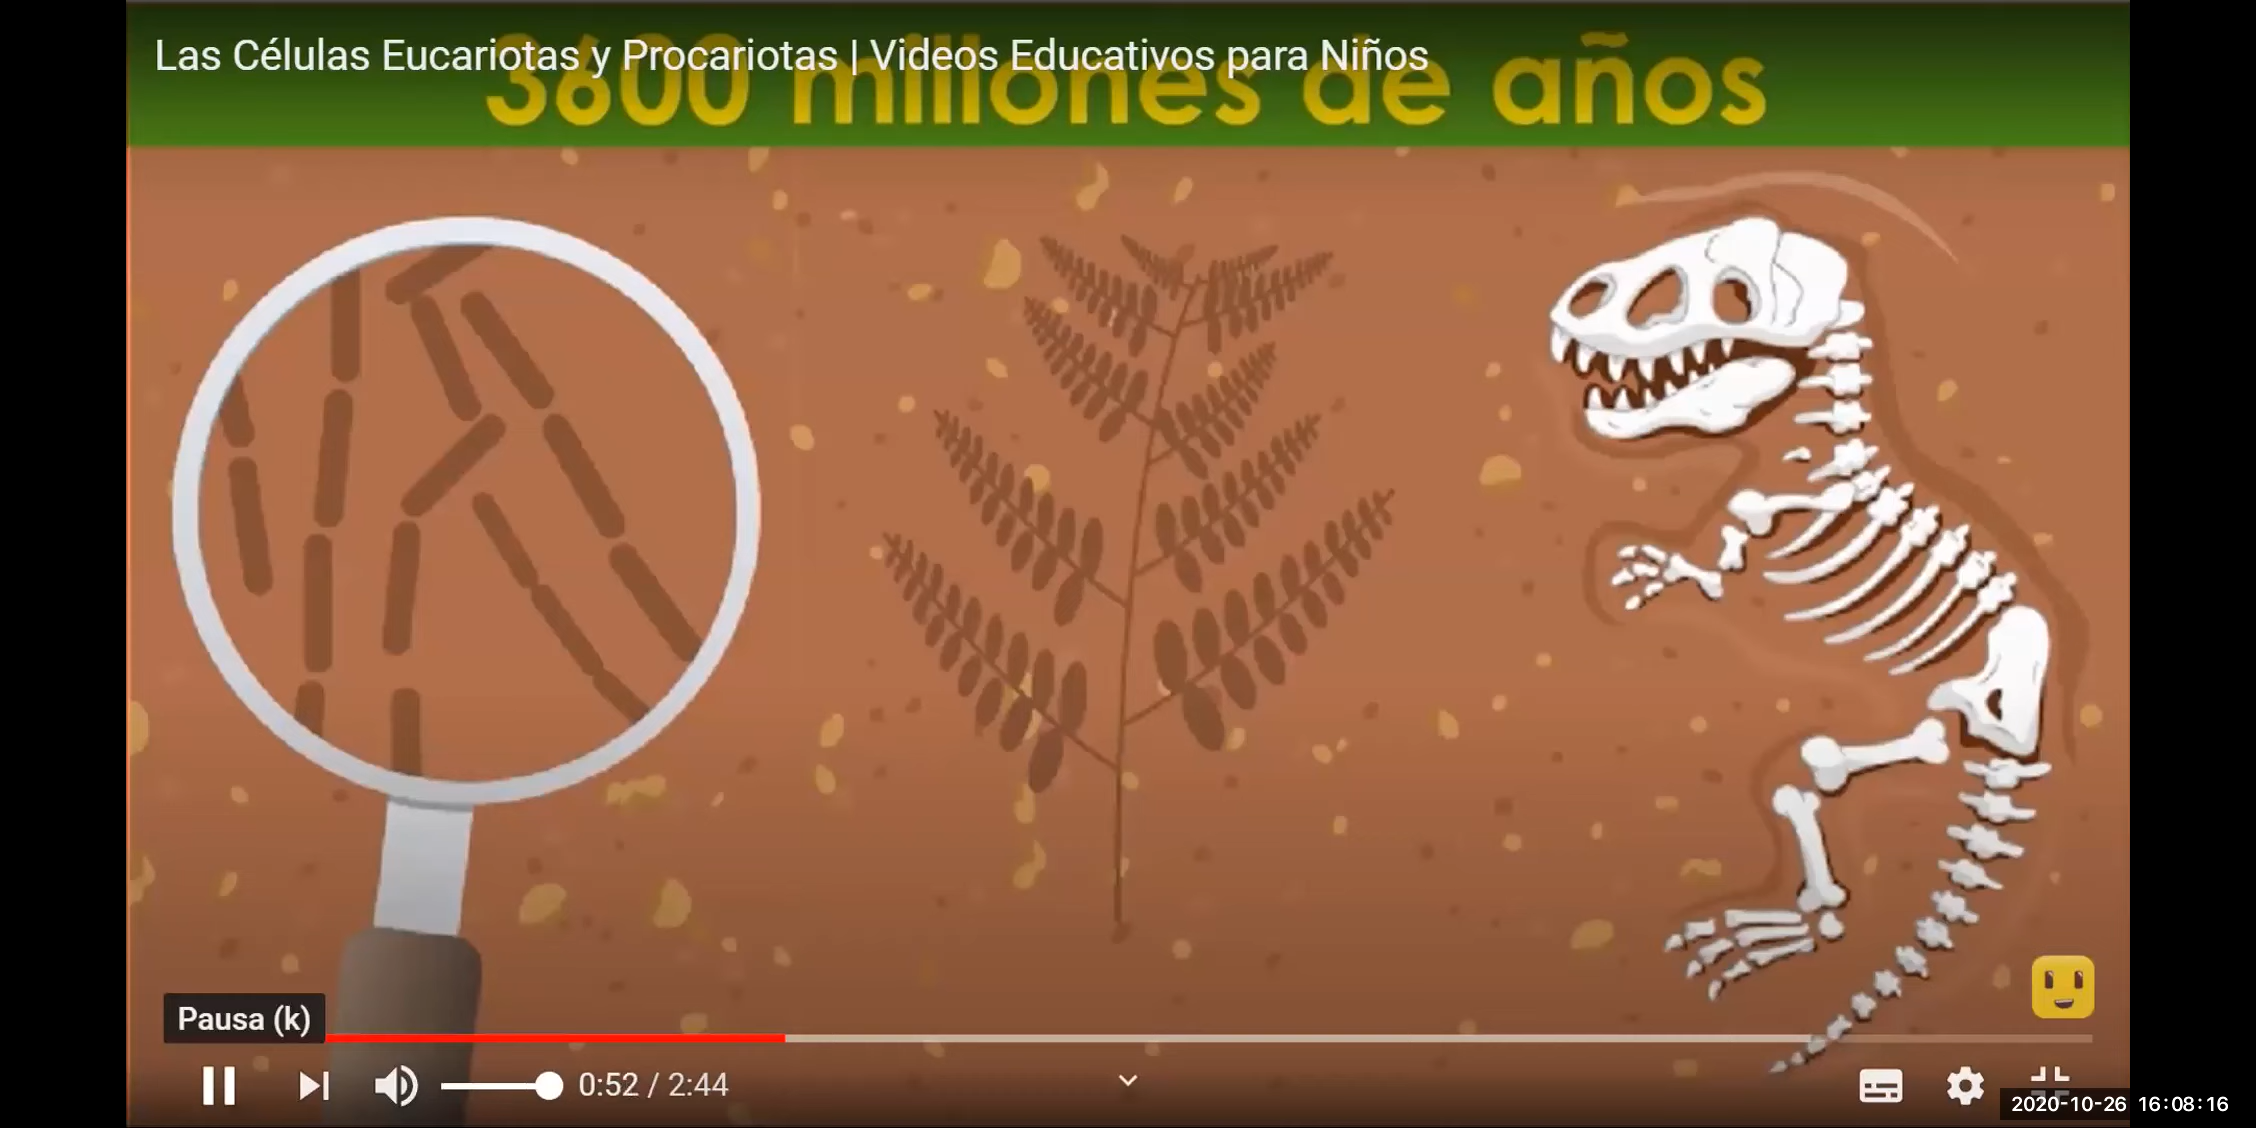 Las Células Eucariotas y Procariotas | Videos Educativos para Niños
3600 millones de años
Pausa (k)
0:52 / 2:44
2020-10-26 16:08:16